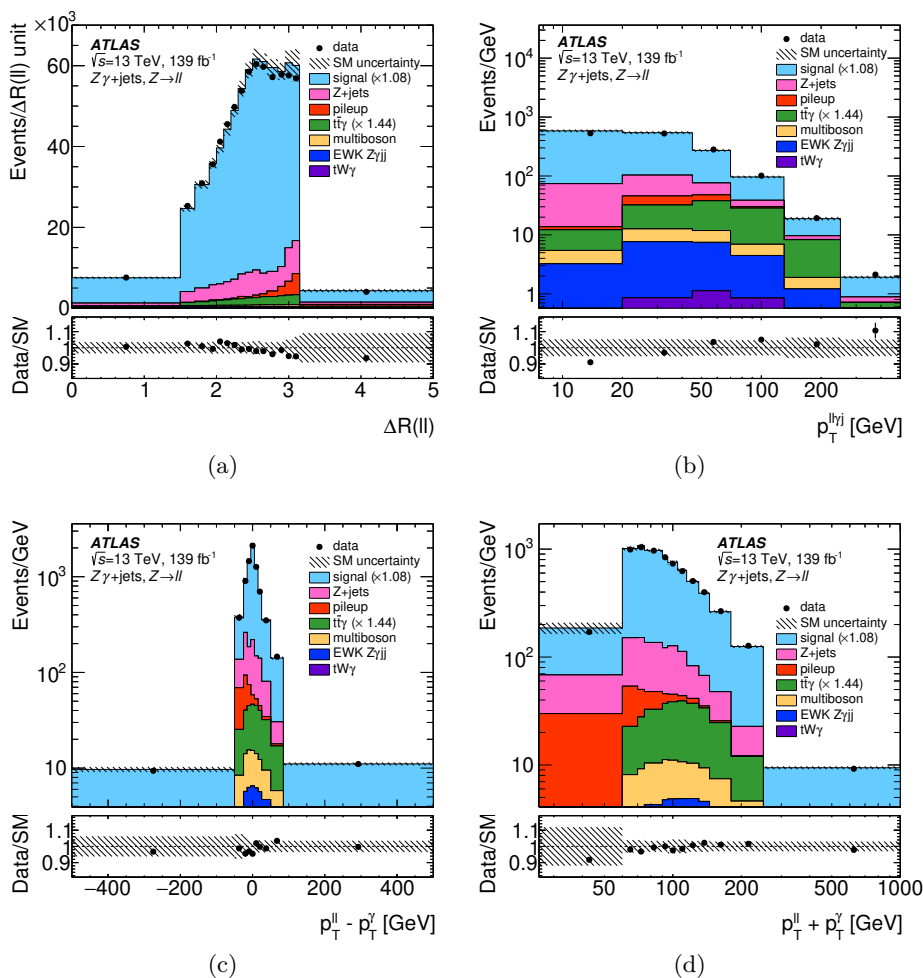 (a)
×10³
ATLAS
√s=13 TeV, 139 fb⁻¹
Zγ+jets, Z→ll
data
SM uncertainty
signal (×1.08)
Z+jets
pileup
tt̄γ (× 1.44)
multiboson
EWK Zγjj
tWγ
Events/ΔR(ll) unit
80
60
40
20
0
Data/SM
1.1
1
0.9
0 1 2 3 4 5
ΔR(ll)
(a)
ATLAS
√s=13 TeV, 139 fb⁻¹
Zγ+jets, Z→ll
data
SM uncertainty
signal (×1.08)
Z+jets
pileup
tt̄γ (× 1.44)
multiboson
EWK Zγjj
tWγ
Events/GeV
10⁴
10³
10²
10
1
Data/SM
1.1
1
0.9
10 20 100 200
p_T^llγj [GeV]
(b)
ATLAS
√s=13 TeV, 139 fb⁻¹
Zγ+jets, Z→ll
data
SM uncertainty
signal (×1.08)
Z+jets
pileup
tt̄γ (× 1.44)
multiboson
EWK Zγjj
tWγ
Events/GeV
10³
10²
10
Data/SM
1.1
1
0.9
−400 −200 0 200 400
p_T^ll - p_T^γ [GeV]
(c)
ATLAS
√s=13 TeV, 139 fb⁻¹
Zγ+jets, Z→ll
data
SM uncertainty
signal (×1.08)
Z+jets
pileup
tt̄γ (× 1.44)
multiboson
EWK Zγjj
tWγ
Events/GeV
10³
10²
10
Data/SM
1.1
1
0.9
50 100 200 1000
p_T^ll + p_T^γ [GeV]
(d)